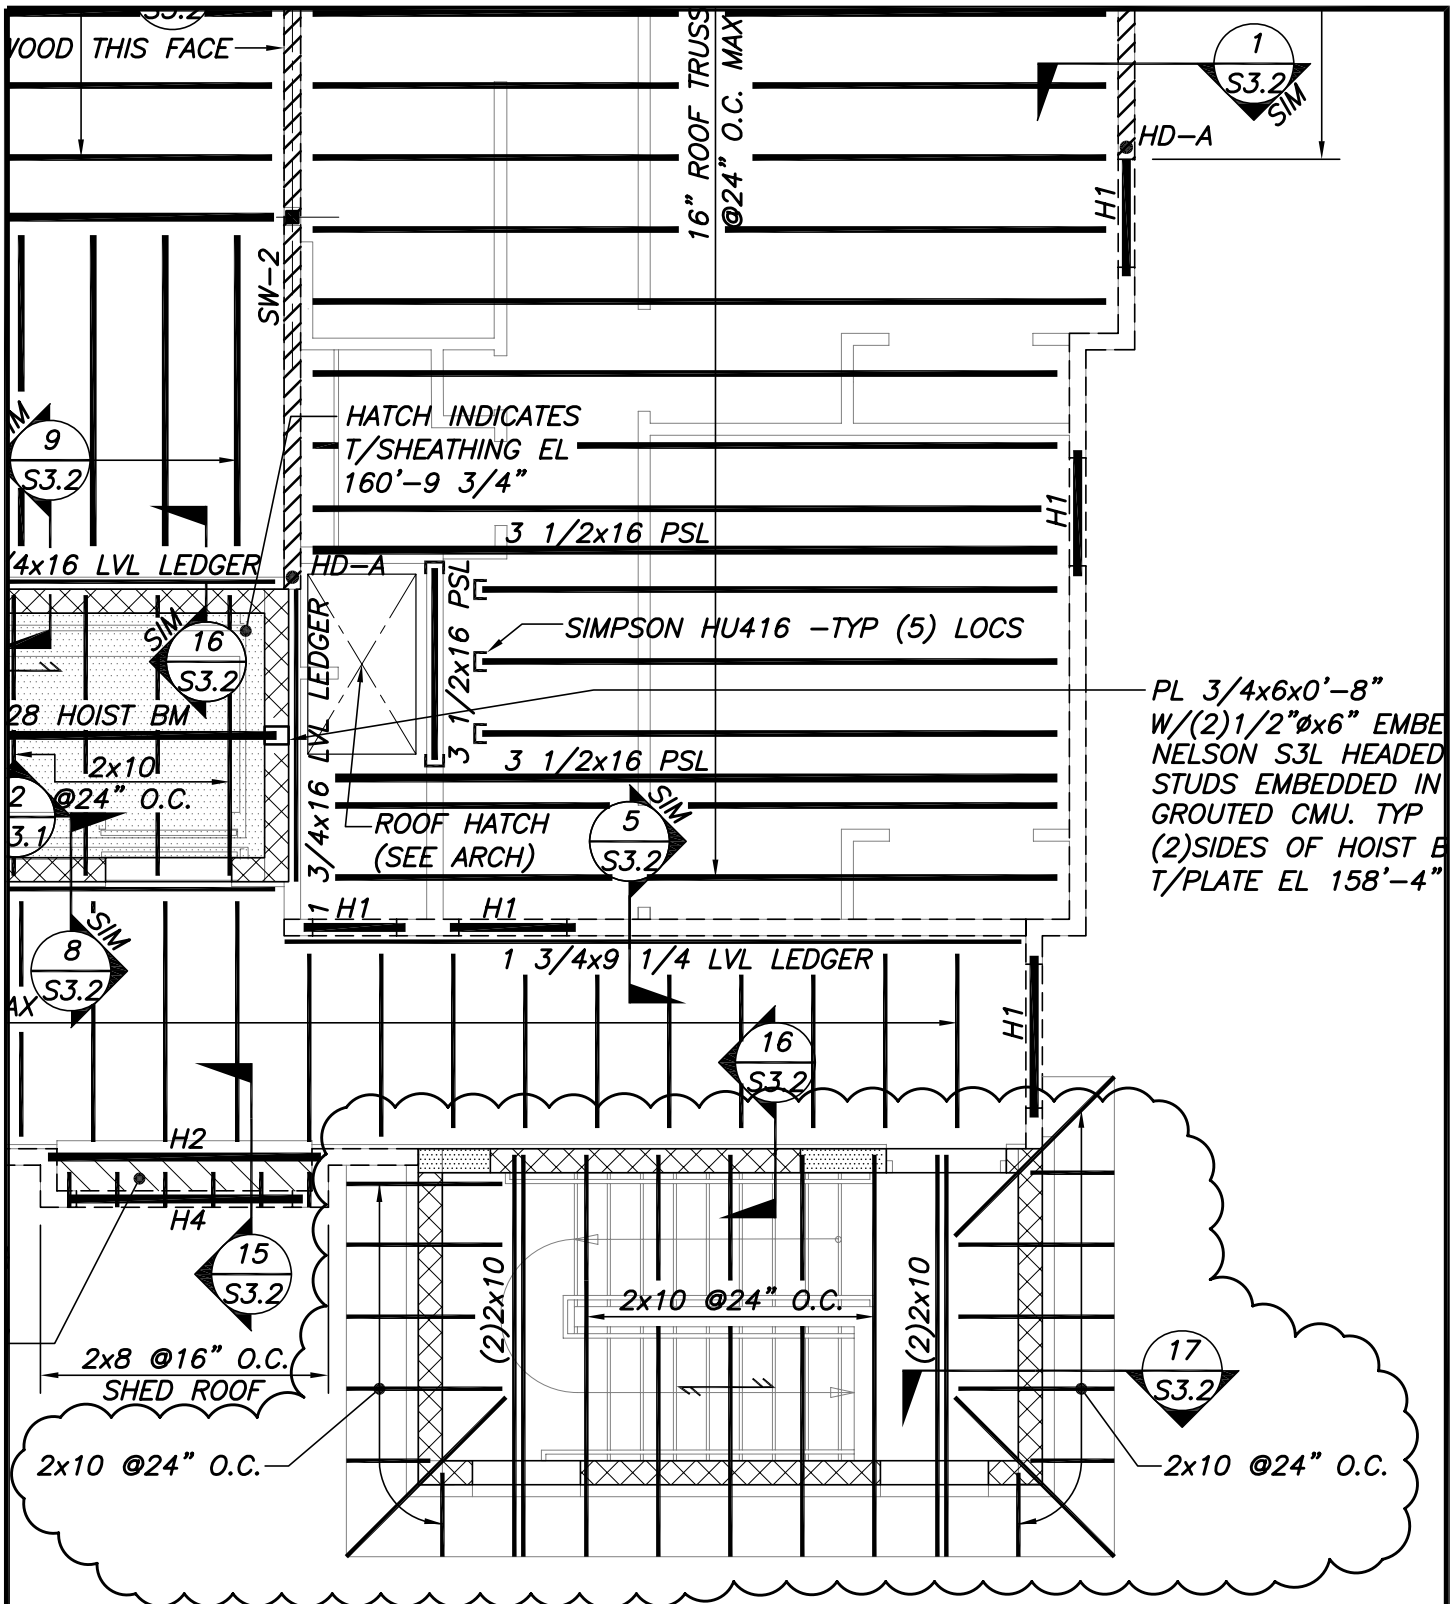 S3.2
WOOD THIS FACE
16" ROOF TRUSS
@24" O.C. MAX
1
S3.2
SIM
HD-A
H1
SW-2
HATCH INDICATES
T/SHEATHING EL
160'-9 3/4"
9
S3.2
H1
3 1/2x16 PSL
/4x16 LVL LEDGER
HD-A
SIM
16
S3.2
3 1/2x16 PSL
SIMPSON HU416 -TYP (5) LOCS
1 3/4x16 LVL LEDGER
28 HOIST BM
2x10
@24" O.C.
2
3.1
3 1/2x16 PSL
PL 3/4x6x0'-8"
W/(2)1/2"øx6" EMBE
NELSON S3L HEADED
STUDS EMBEDDED IN
GROUTED CMU. TYP
(2)SIDES OF HOIST B
T/PLATE EL 158'-4"
ROOF HATCH
(SEE ARCH)
SIM
5
S3.2
H1
H1
SIM
8
S3.2
AX
1 3/4x9 1/4 LVL LEDGER
16
S3.2
H1
H2
H4
15
S3.2
2x8 @16" O.C.
SHED ROOF
(2)2x10
2x10 @24" O.C.
(2)2x10
17
S3.2
2x10 @24" O.C.
2x10 @24" O.C.